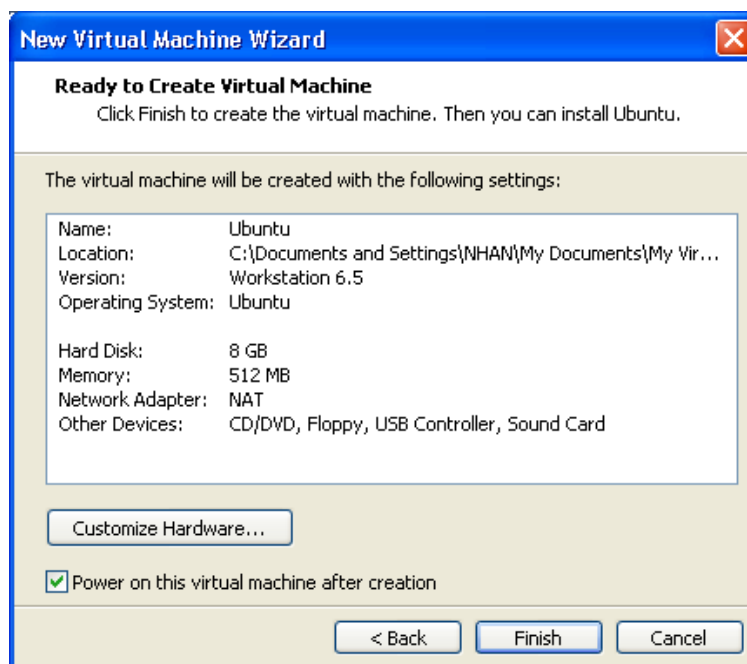 New Virtual Machine Wizard
Ready to Create Virtual Machine
Click Finish to create the virtual machine. Then you can install Ubuntu.
The virtual machine will be created with the following settings:
Name: Ubuntu
Location: C:\Documents and Settings\NHAN\My Documents\My Vir...
Version: Workstation 6.5
Operating System: Ubuntu
Hard Disk: 8 GB
Memory: 512 MB
Network Adapter: NAT
Other Devices: CD/DVD, Floppy, USB Controller, Sound Card
Customize Hardware...
Power on this virtual machine after creation
< Back Finish Cancel